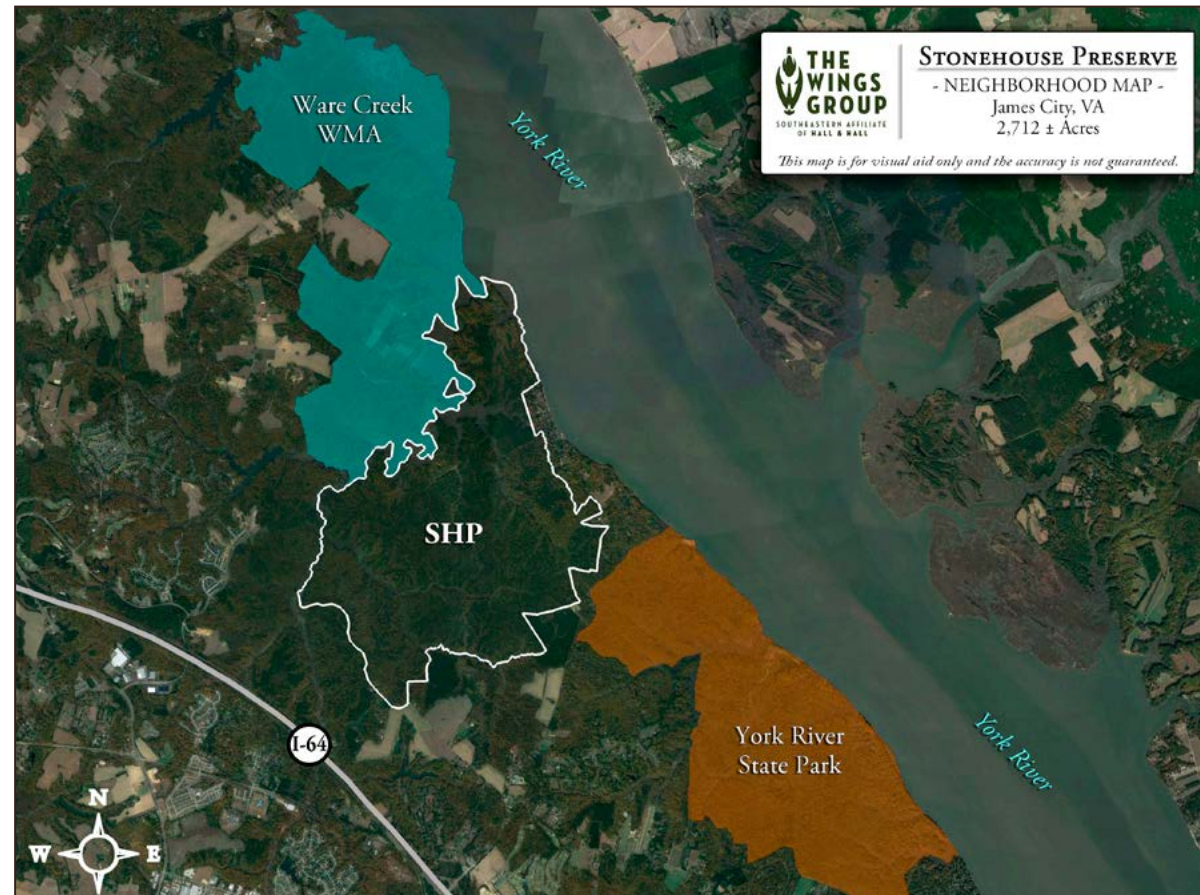 THE
WINGS
GROUP
SOUTHEASTERN AFFILIATE
OF HALL & HALL
STONEHOUSE PRESERVE
- NEIGHBORHOOD MAP -
James City, VA
2,712 ± Acres
This map is for visual aid only and the accuracy is not guaranteed.
Ware Creek
WMA
York River
SHP
York River
State Park
York River
I-64
N
W
E
S